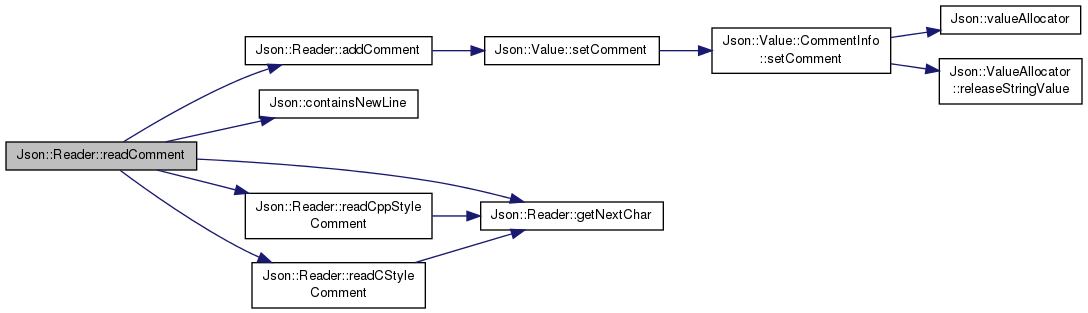 Json::Reader::readComment
Json::Reader::addComment
Json::containsNewLine
Json::Reader::readCppStyle
Comment
Json::Reader::readCStyle
Comment
Json::Value::setComment
Json::Reader::getNextChar
Json::Value::CommentInfo
::setComment
Json::valueAllocator
Json::ValueAllocator
::releaseStringValue